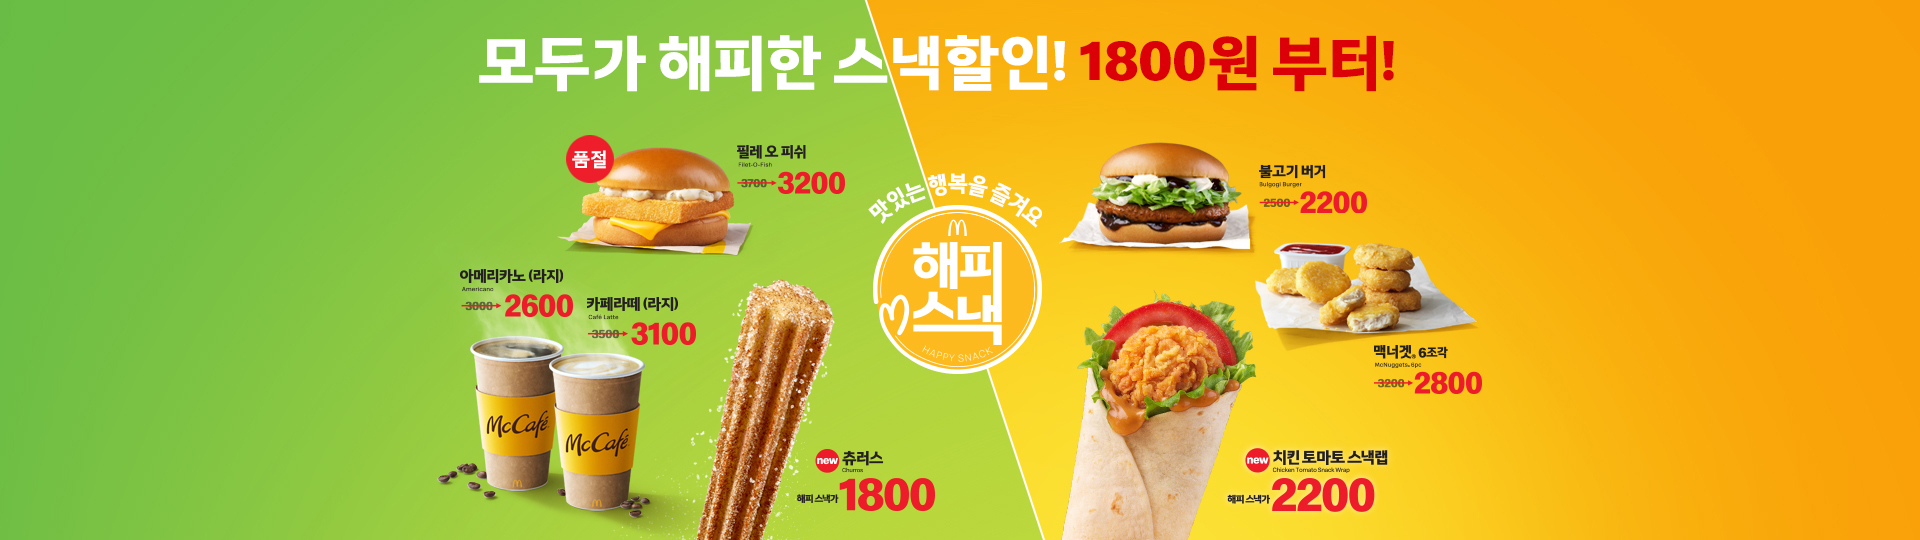 모두가 해피한 스낵할인! 1800원 부터!
품절
필레 오 피쉬
Filet-O-Fish
3700 3200
아메리카노 (라지)
Americano
3000 2600
카페라떼 (라지)
Café Latte
3500 3100
McCafé
McCafé
new 츄러스
Churros
해피 스낵가 1800
맛있는 행복을 즐겨요
해피
스낵
HAPPY SNACK
불고기 버거
Bulgogi Burger
2500 2200
맥너겟® 6조각
McNuggets® 6pc
3200 2800
new 치킨 토마토 스낵랩
Chicken Tomato Snack Wrap
해피 스낵가 2200